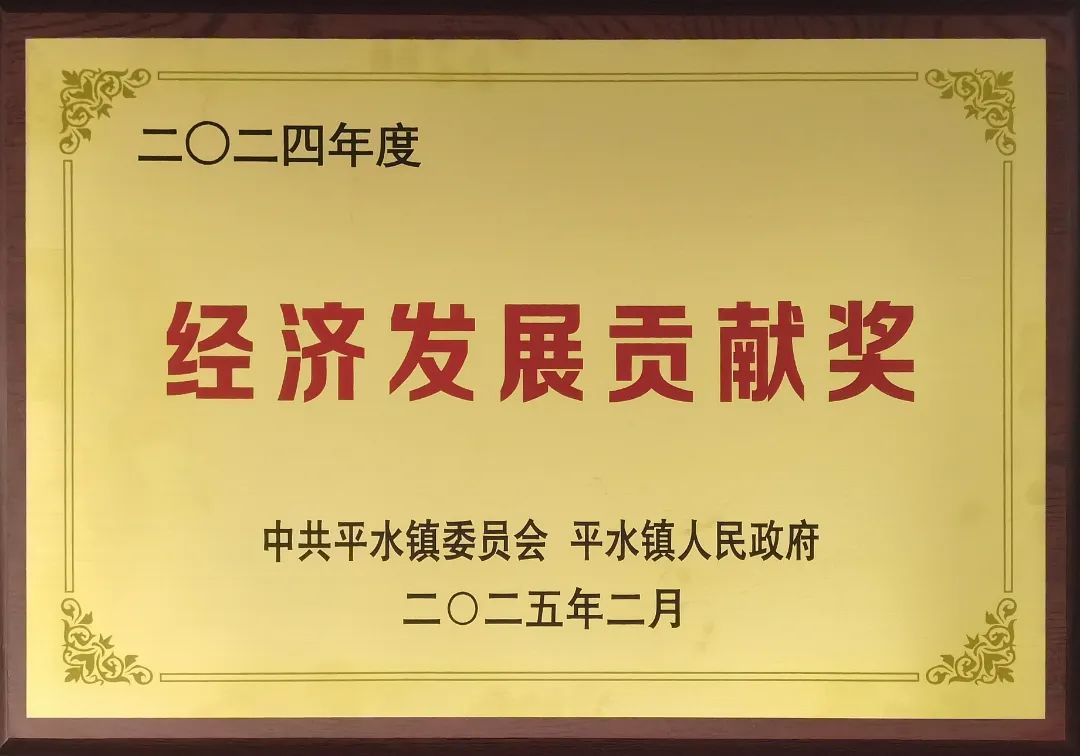 二〇二四年度
经济发展贡献奖
中共平水镇委员会 平水镇人民政府
二〇二五年二月